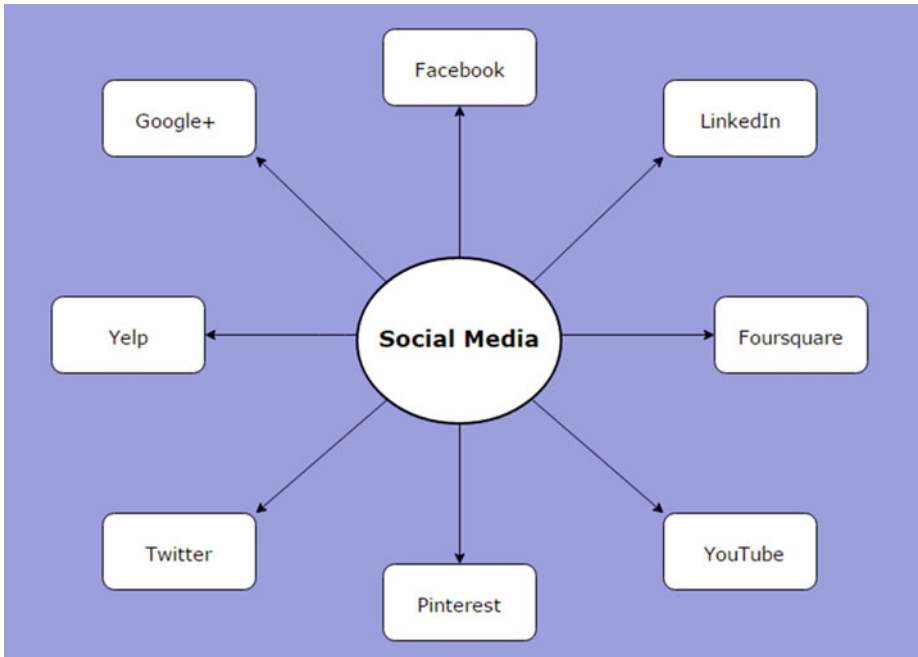 Facebook
Google+
LinkedIn
Yelp
Social Media
Foursquare
Twitter
YouTube
Pinterest